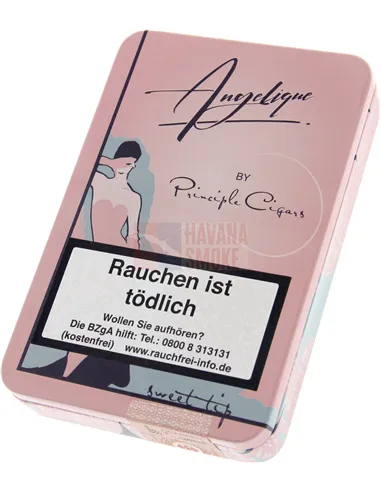 Angelique
BY
Principle Cigars
HAVANA
SMOKE
Rauchen ist
tödlich
Wollen Sie aufhören?
Die BZgA hilft: Tel.: 0800 8 313131
(kostenfrei) www.rauchfrei-info.de
sweet tip